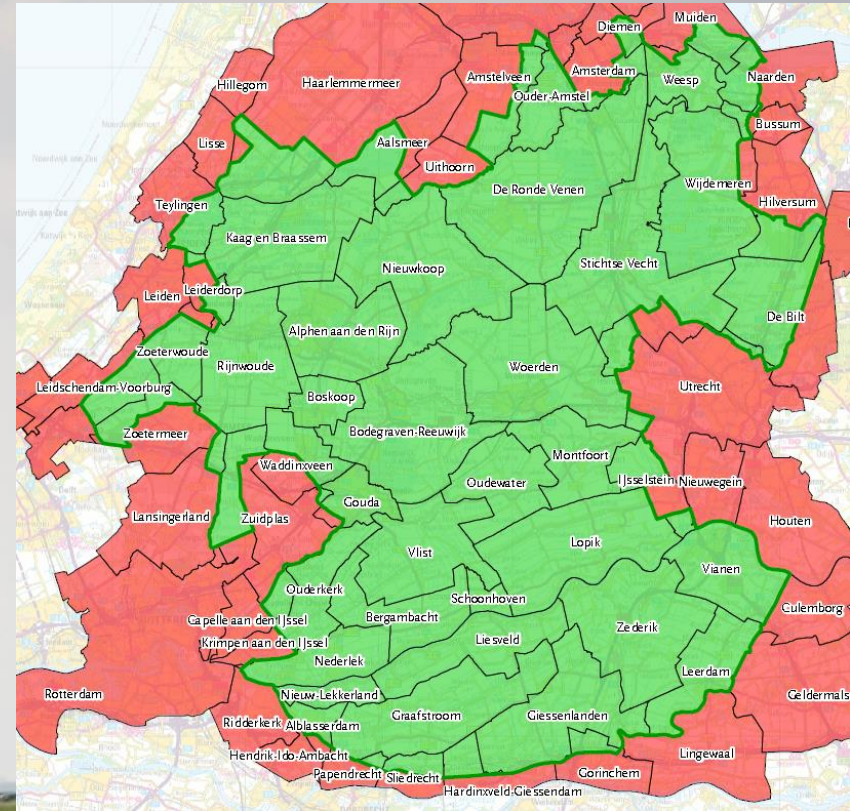 Diemen
Muiden
Hillegom
Haarlemmermeer
Amstelveen
Amsterdam
Weesp
Naarden
Ouder-Amstel
Bussum
Lisse
Aalsmeer
Uithoorn
De Ronde Venen
Wijdemeren
Hilversum
Teylingen
Kaag en Braassem
Nieuwkoop
Stichtse Vecht
Leiden
Leiderdorp
De Bilt
Alphen aan den Rijn
Zoeterwoude
Rijnwoude
Woerden
Leidschendam-Voorburg
Utrecht
Boskoop
Zoetermeer
Bodegraven-Reeuwijk
Montfoort
Waddinxveen
Oudewater
IJsselstein
Nieuwegein
Gouda
Lansingerland
Zuidplas
Houten
Lopik
Vlist
Vianen
Ouderkerk
Schoonhoven
Culemborg
Bergambacht
Capelle aan den IJssel
Zederik
Krimpen aan den IJssel
Liesveld
Nederlek
Leerdam
Rotterdam
Nieuw-Lekkerland
Geldermals
Ridderkerk
Alblasserdam
Graafstroom
Giessenlanden
Hendrik-Ido-Ambacht
Lingewaal
Papendrecht
Sliedrecht
Gorinchem
Hardinxveld-Giessendam